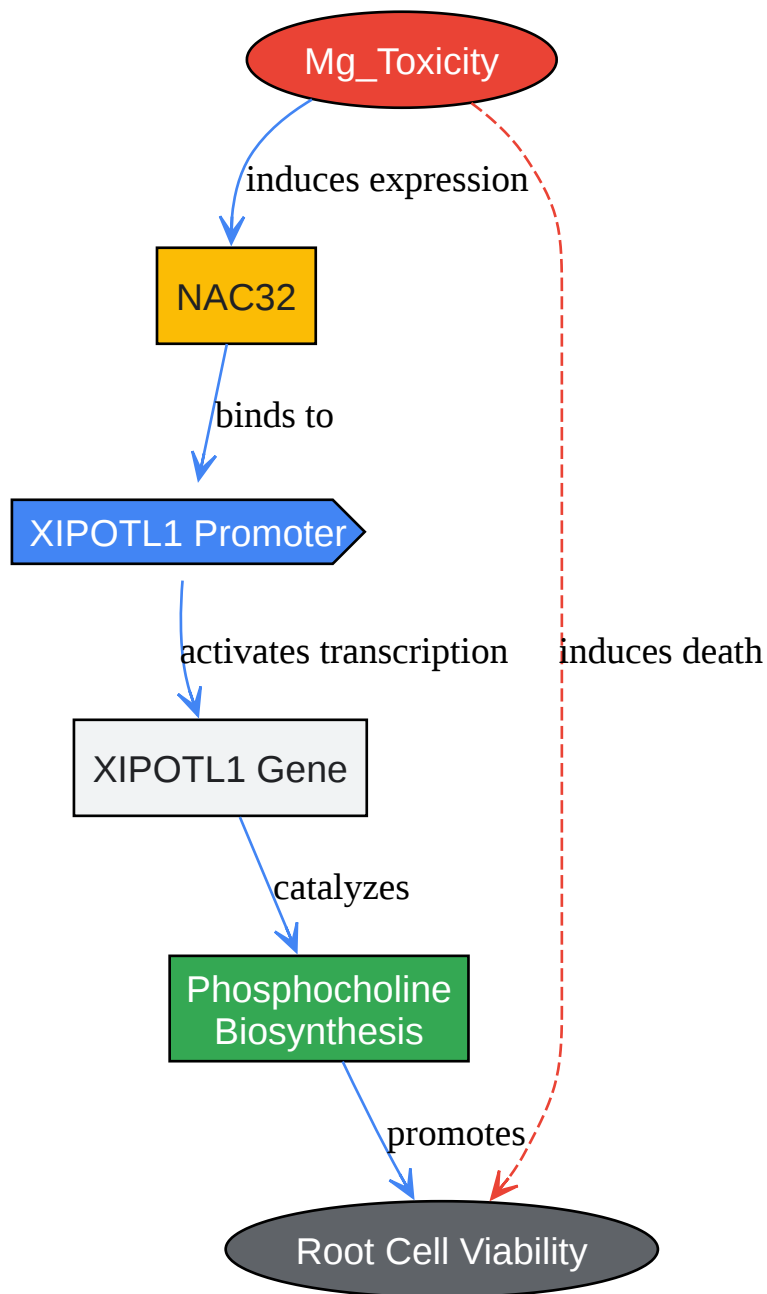 Mg_Toxicity
induces expression
NAC32
binds to
XIPOTL1 Promoter
activates transcription
induces death
XIPOTL1 Gene
catalyzes
Phosphocholine
Biosynthesis
promotes
Root Cell Viability